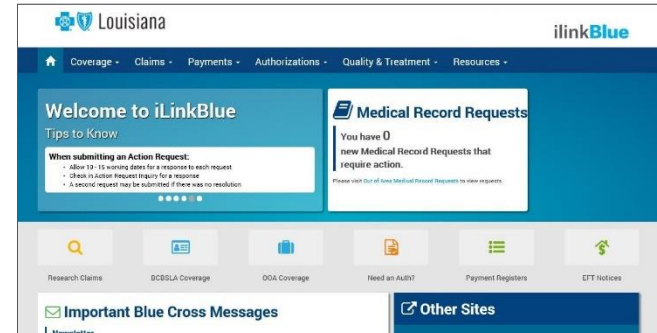 Louisiana
ilinkBlue
Coverage - Claims - Payments - Authorizations - Quality & Treatment - Resources -
Welcome to iLinkBlue
Tips to Know
When submitting an Action Request:
• Allow 10 - 15 working dates for a response to each request
• Check in Action Request Inquiry for a response
• A second request may be submitted if there was no resolution
Medical Record Requests
You have 0
new Medical Record Requests that
require action.
Please visit Out of Area Medical Record Requests to view requests.
Research Claims
BCBSLA Coverage
OOA Coverage
Need an Auth?
Payment Registers
EFT Notices
Important Blue Cross Messages
Other Sites
Newsletter